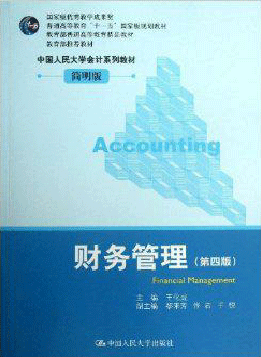 国家级优秀教学成果奖
普通高等教育“十一五”国家级规划教材
教育部普通高等教育精品教材
教育部推荐教材
中国人民大学会计系列教材
简明版
Accounting
财务管理（第四版）
Financial Management
主编 王化成
副主编
中国人民大学出版社